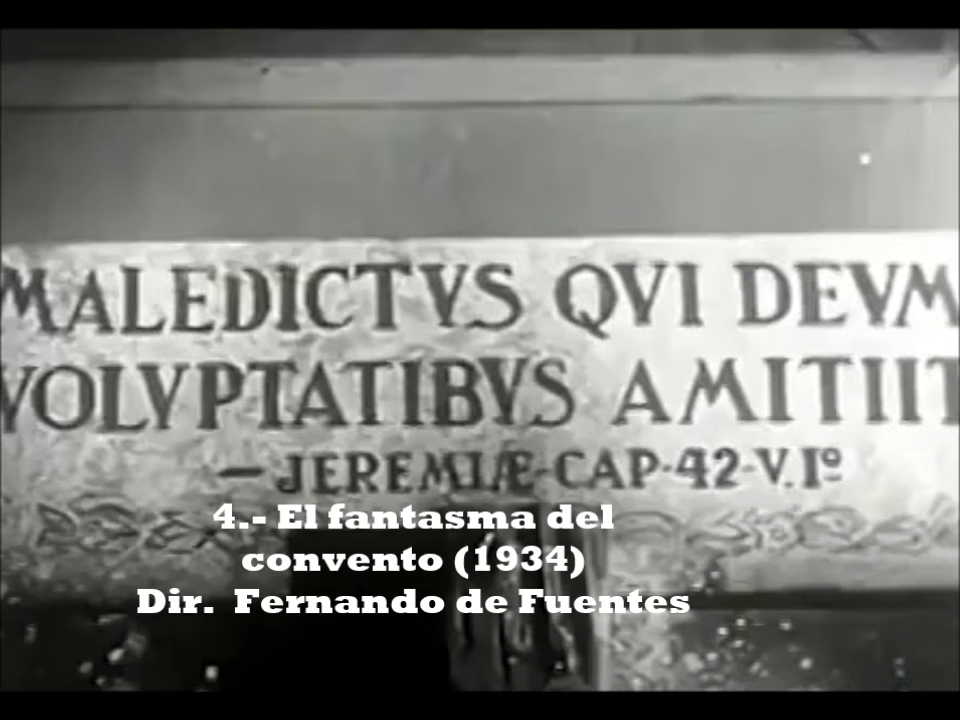 MALEDICTVS QVI DEVM
VOLVPTATIBVS AMITIIT
—JEREMIÆ-CAP-42-V.Iº
4.- El fantasma del
convento (1934)
Dir. Fernando de Fuentes